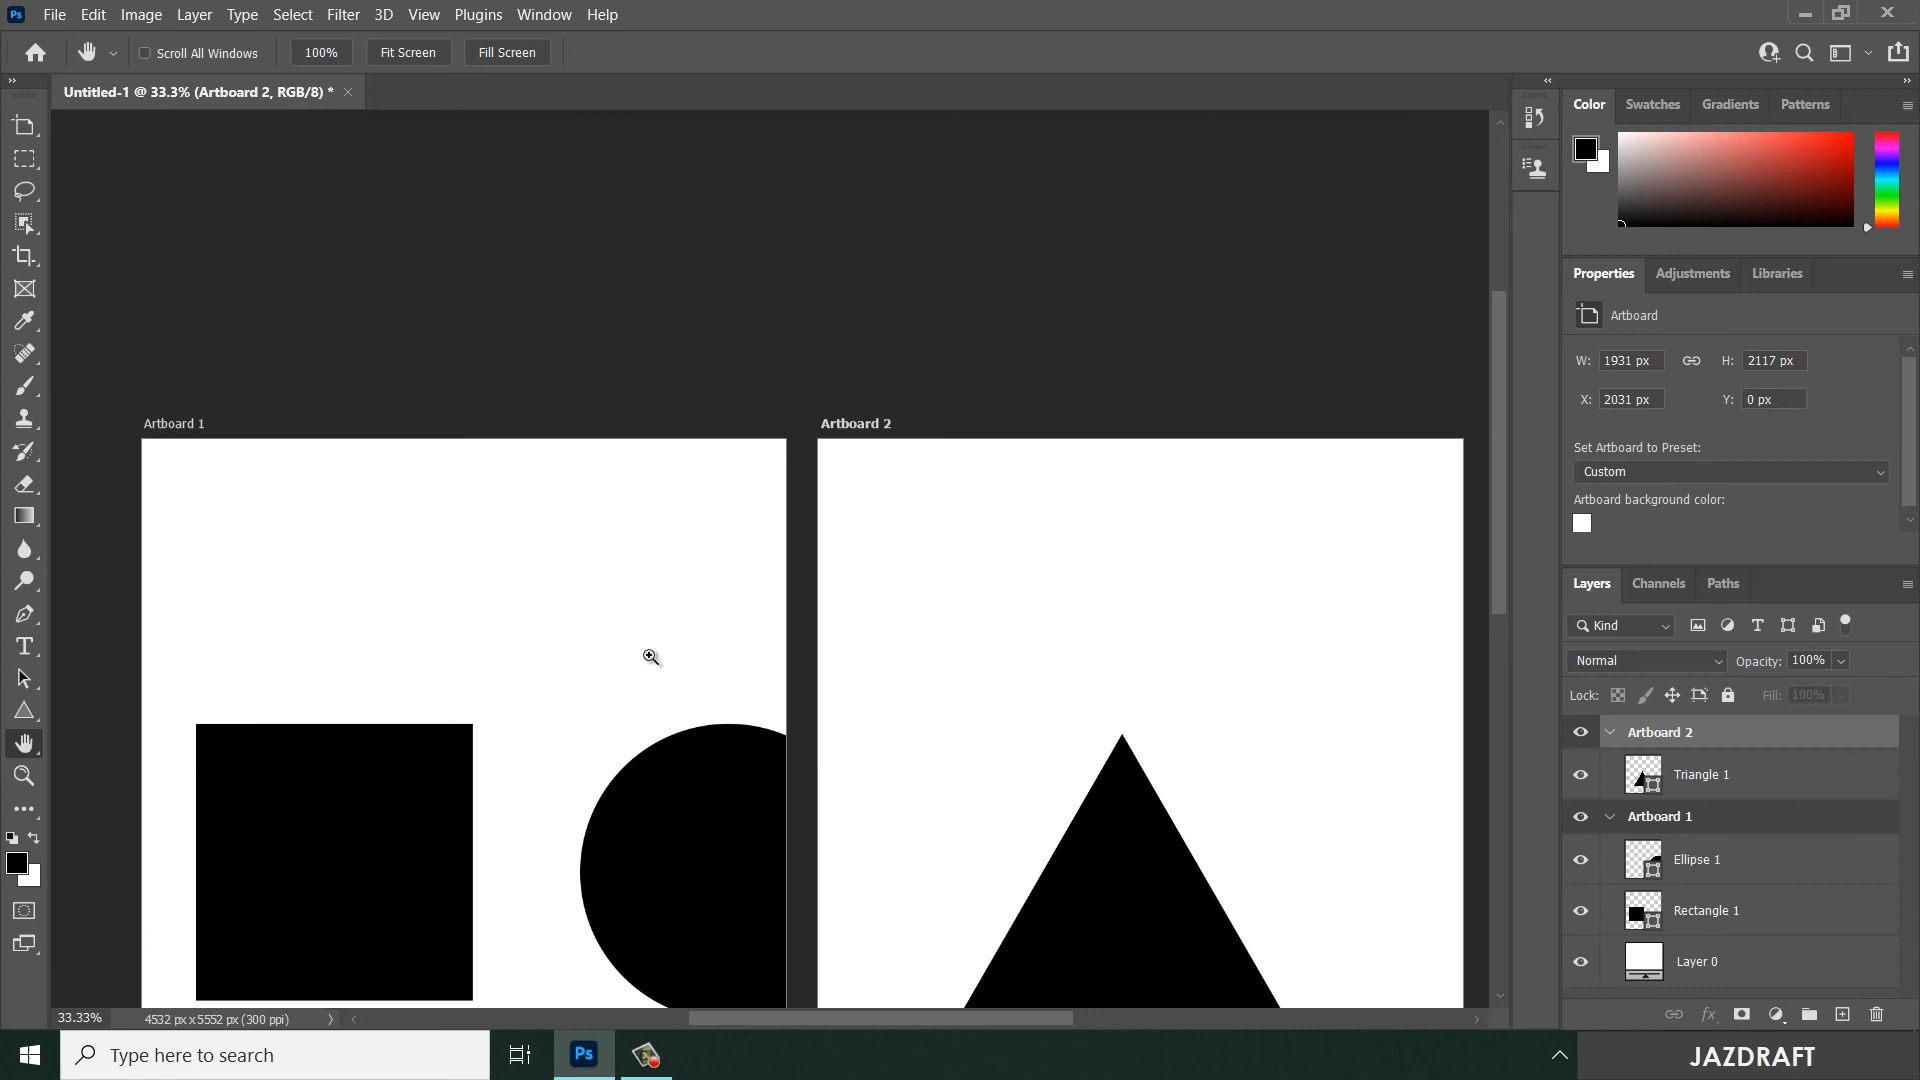 Ps File Edit Image Layer Type Select Filter 3D View Plugins Window Help
Scroll All Windows 100% Fit Screen Fill Screen
Untitled-1 @ 33.3% (Artboard 2, RGB/8) *
Color Swatches Gradients Patterns
Properties Adjustments Libraries
Artboard
W: 1931 px H: 2117 px
X: 2031 px Y: 0 px
Set Artboard to Preset:
Custom
Artboard background color:
Artboard 1 Artboard 2
Layers Channels Paths
Kind
Normal Opacity: 100%
Lock: Fill: 100%
Artboard 2
Triangle 1
Artboard 1
Ellipse 1
Rectangle 1
Layer 0
33.33% 4532 px x 5552 px (300 ppi)
Type here to search Ps
JAZDRAFT